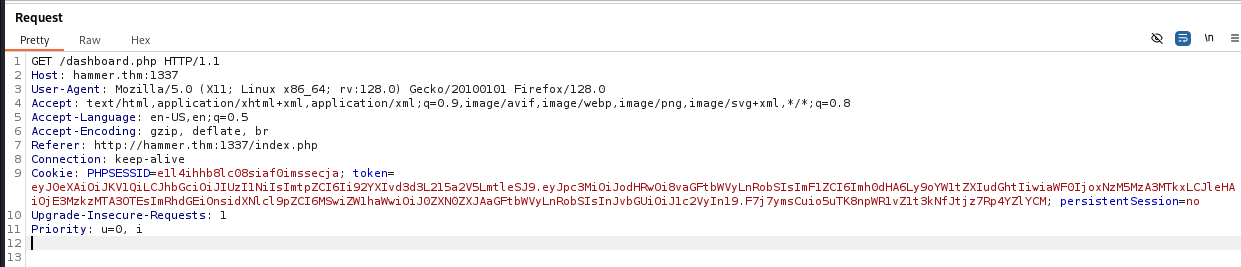 Request
Pretty Raw Hex
\n
1 GET /dashboard.php HTTP/1.1
2 Host: hammer.thm:1337
3 User-Agent: Mozilla/5.0 (X11; Linux x86_64; rv:128.0) Gecko/20100101 Firefox/128.0
4 Accept: text/html,application/xhtml+xml,application/xml;q=0.9,image/avif,image/webp,image/png,image/svg+xml,*/*;q=0.8
5 Accept-Language: en-US,en;q=0.5
6 Accept-Encoding: gzip, deflate, br
7 Referer: http://hammer.thm:1337/index.php
8 Connection: keep-alive
9 Cookie: PHPSESSID=e1l4ihhb8lc08siaf0imssecja; token=
eyJ0eXAiOiJKV1QiLCJhbGciOiJIUzI1NiIsImtpZCI6Ii92YXIvd3d3L215a2V5LmtleSJ9.eyJpc3MiOiJodHRwOi8vaGFtbWVyLnRobSIsImF1ZCI6Imh0dHA6Ly9oYW1tZXIudGhtIiwiaWF0IjoxNzM5MzA3MTkxLCJleHA
iOjE3MzkzMTA3OTEsImRhdGEiOnsidXNlcl9pZCI6MSwiZW1haWwiOiJ0ZXN0ZXJAaGFtbWVyLnRobSIsInJvbGUiOiJ1c2VyIn19.F7j7ymsCuio5uTK8npWR1vZ1t3kNfJtjz7Rp4YZlYCM; persistentSession=no
10 Upgrade-Insecure-Requests: 1
11 Priority: u=0, i
12
13